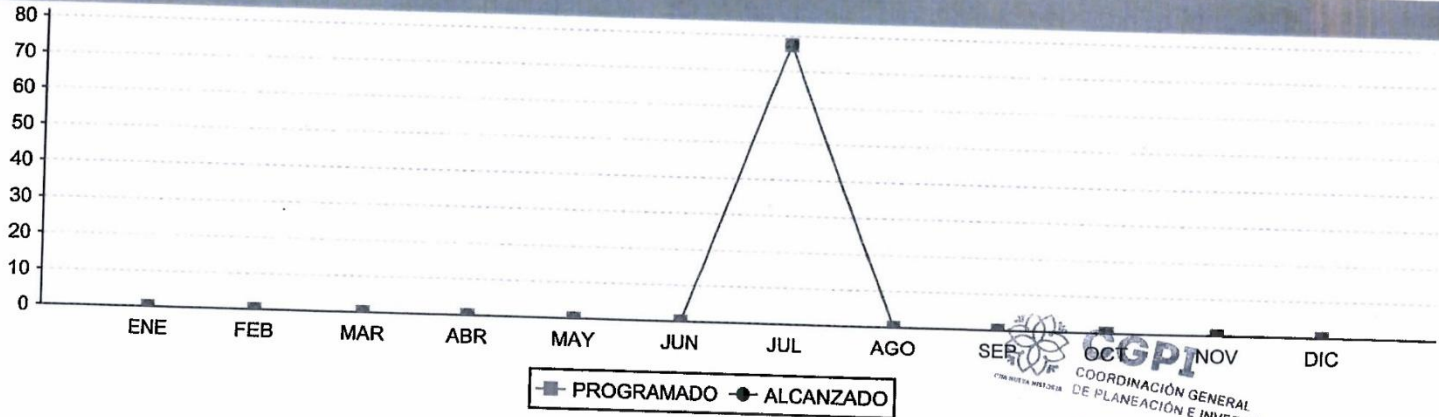 80
70
60
50
40
30
20
10
0
ENE FEB MAR ABR MAY JUN JUL AGO SEP OCT NOV DIC
PROGRAMADO ALCANZADO
CGPI
COORDINACIÓN GENERAL
DE PLANEACIÓN E